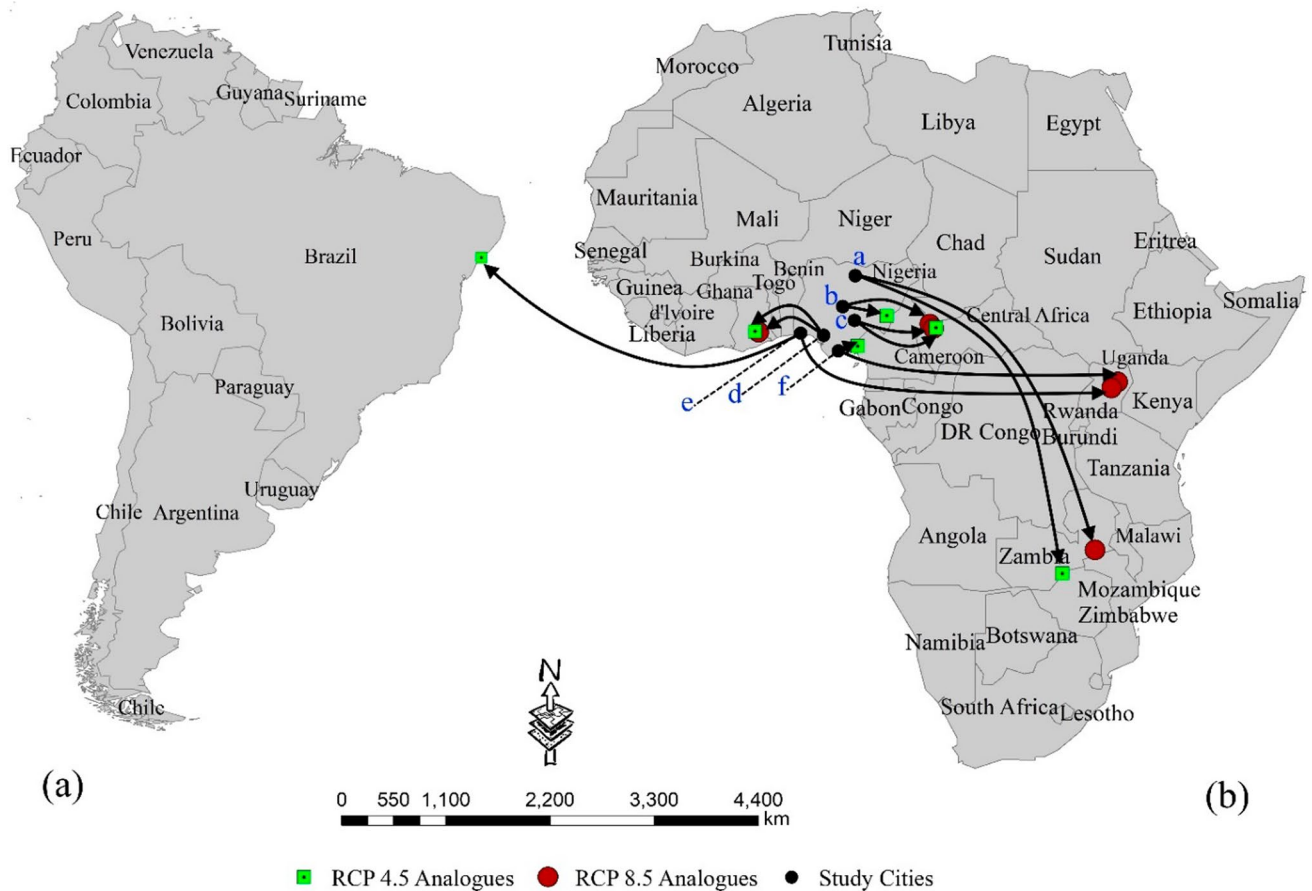 Venezuela
Colombia
Guyana
Suriname
Ecuador
Peru
Brazil
Bolivia
Paraguay
Uruguay
Chile
Argentina
Chile
(a)
Tunisia
Morocco
Algeria
Libya
Egypt
Mauritania
Mali
Niger
Chad
Sudan
Eritrea
Senegal
Burkina
Benin
a
Nigeria
Guinea
Ghana
Togo
b
Ethiopia
Somalia
d'Ivoire
c
Central Africa
Liberia
Cameroon
Uganda
e
d
f
Gabon
Congo
Rwanda
Kenya
DR Congo
Burundi
Tanzania
Angola
Zambia
Malawi
Mozambique
Zimbabwe
Namibia
Botswana
South Africa
Lesotho
(b)
N
0 550 1,100 2,200 3,300 4,400
km
RCP 4.5 Analogues RCP 8.5 Analogues Study Cities